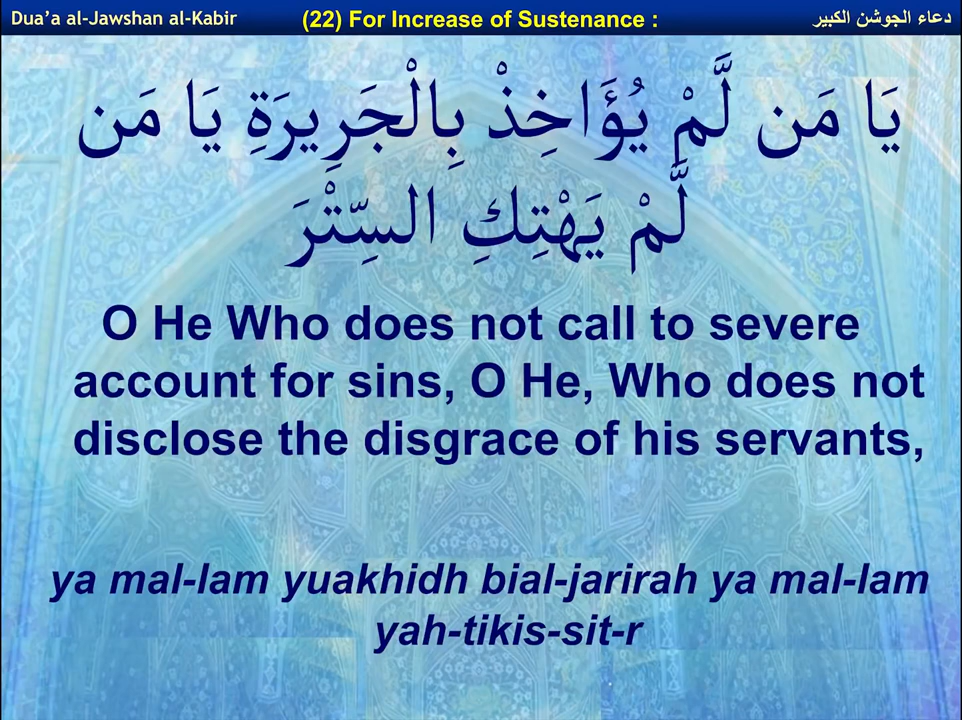 Dua'a al-Jawshan al-Kabir (22) For Increase of Sustenance : دعاء الجوشن الكبير
يَا مَن لَّمْ يُؤَاخِذْ بِالْجَرِيرَةِ يَا مَن
لَّمْ يَهْتِكِ السِّتْرَ
O He Who does not call to severe
account for sins, O He, Who does not
disclose the disgrace of his servants,
ya mal-lam yuakhidh bial-jarirah ya mal-lam
yah-tikis-sit-r